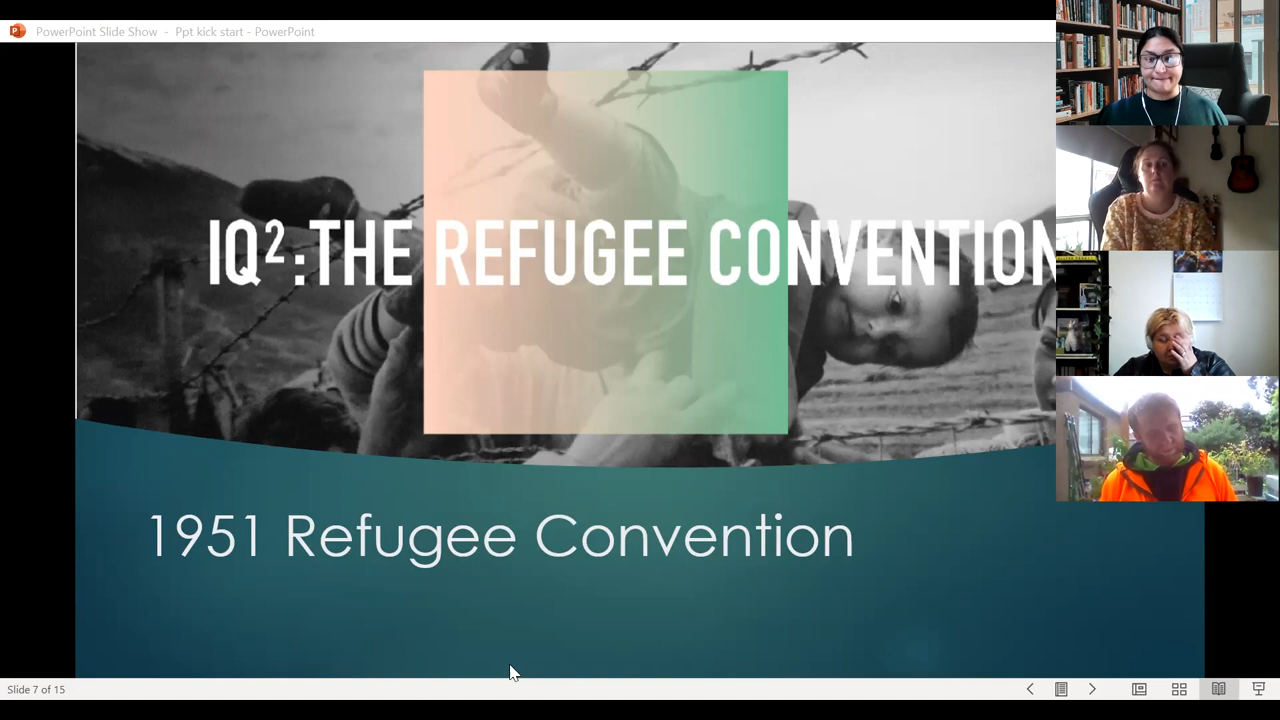 PowerPoint Slide Show - Ppt kick start - PowerPoint
IQ²:THE REFUGEE CONVENTION
1951 Refugee Convention
Slide 7 of 15